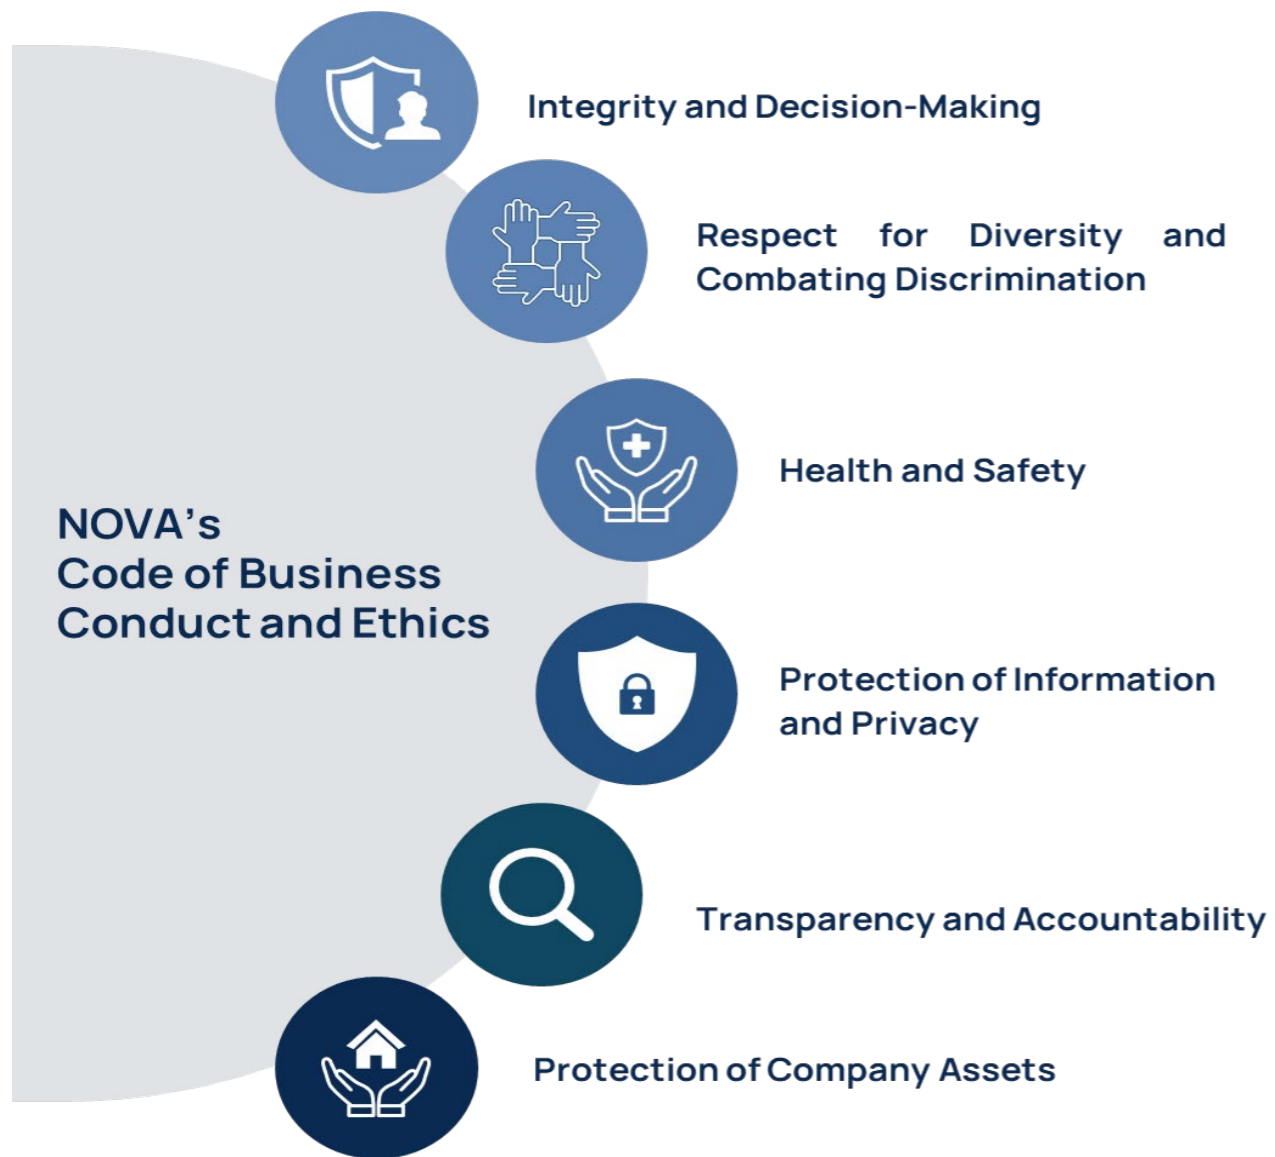 Integrity and Decision-Making
Respect for Diversity and
Combating Discrimination
Health and Safety
NOVA’s
Code of Business
Conduct and Ethics
Protection of Information
and Privacy
Transparency and Accountability
Protection of Company Assets